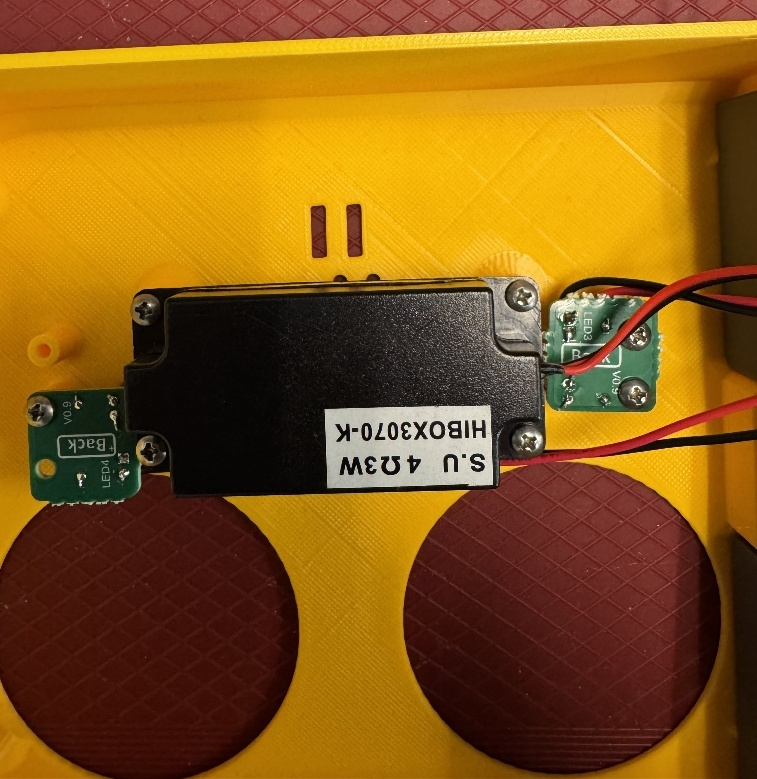 S.U 4Ω3W
HIBOX3070-K
V0.9
Back
LED4
LED3
V0.9